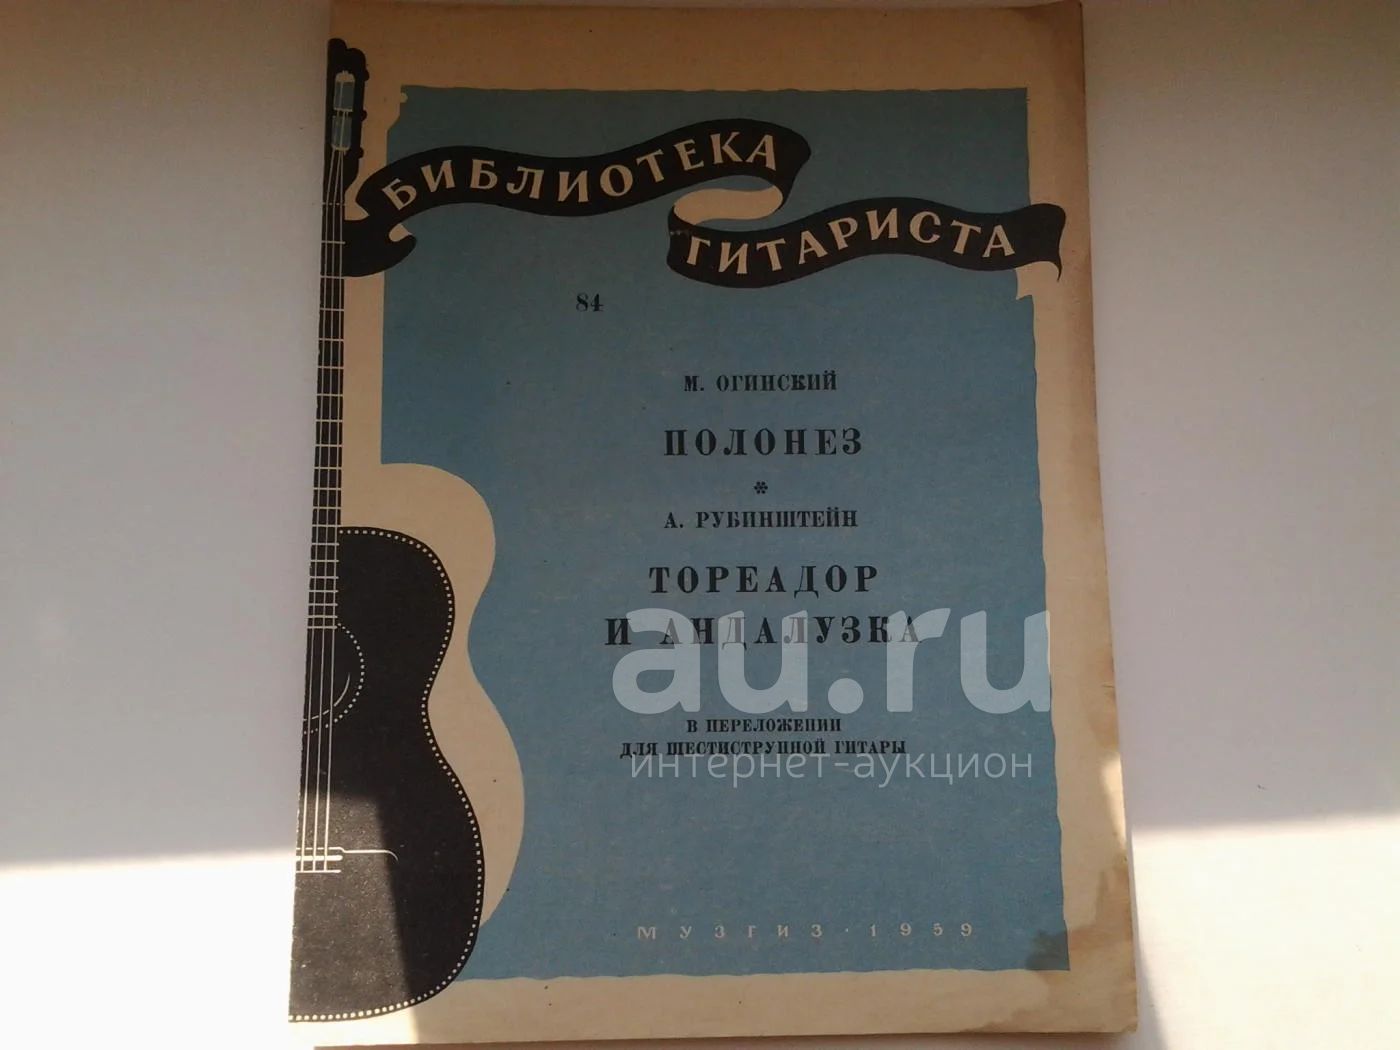 БИБЛИОТЕКА
ГИТАРИСТА
84
М. ОГИНСКИЙ
ПОЛОНЕЗ
*
А. РУБИНШТЕЙН
ТОРЕАДОР
И АНДАЛУЗКА
au.ru
В ПЕРЕЛОЖЕНИИ
ДЛЯ ШЕСТИСТРУННОЙ ГИТАРЫ
интернет-аукцион
МУЗГИЗ · 1959